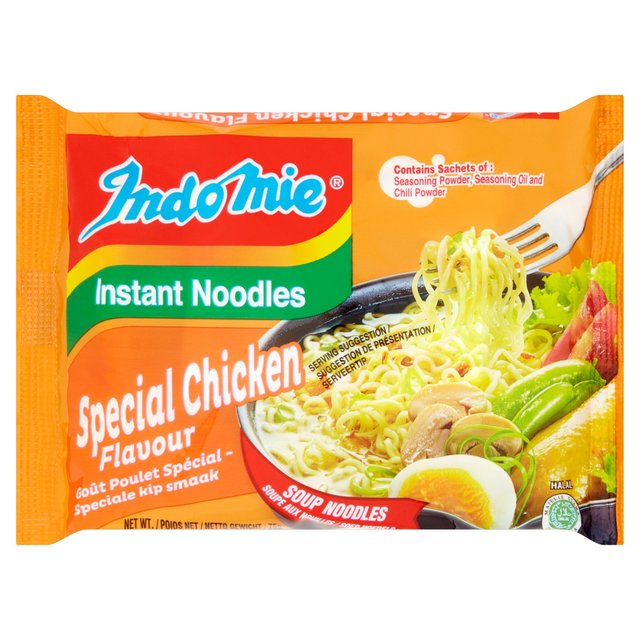 Special Chicken Flavour
Indomie®
Contains Sachets of :
Seasoning Powder, Seasoning Oil and
Chili Powder
Instant Noodles
SERVING SUGGESTION /
SUGGESTION DE PRÉSENTATION /
SERVEERTIP
Special Chicken
Flavour
Goût Poulet Spécial -
Speciale kip smaak
SOUP NOODLES
SOUPE AUX NOUILLES /
HALAL
NET WT. / POIDS NET / NETTO GEWICHT :